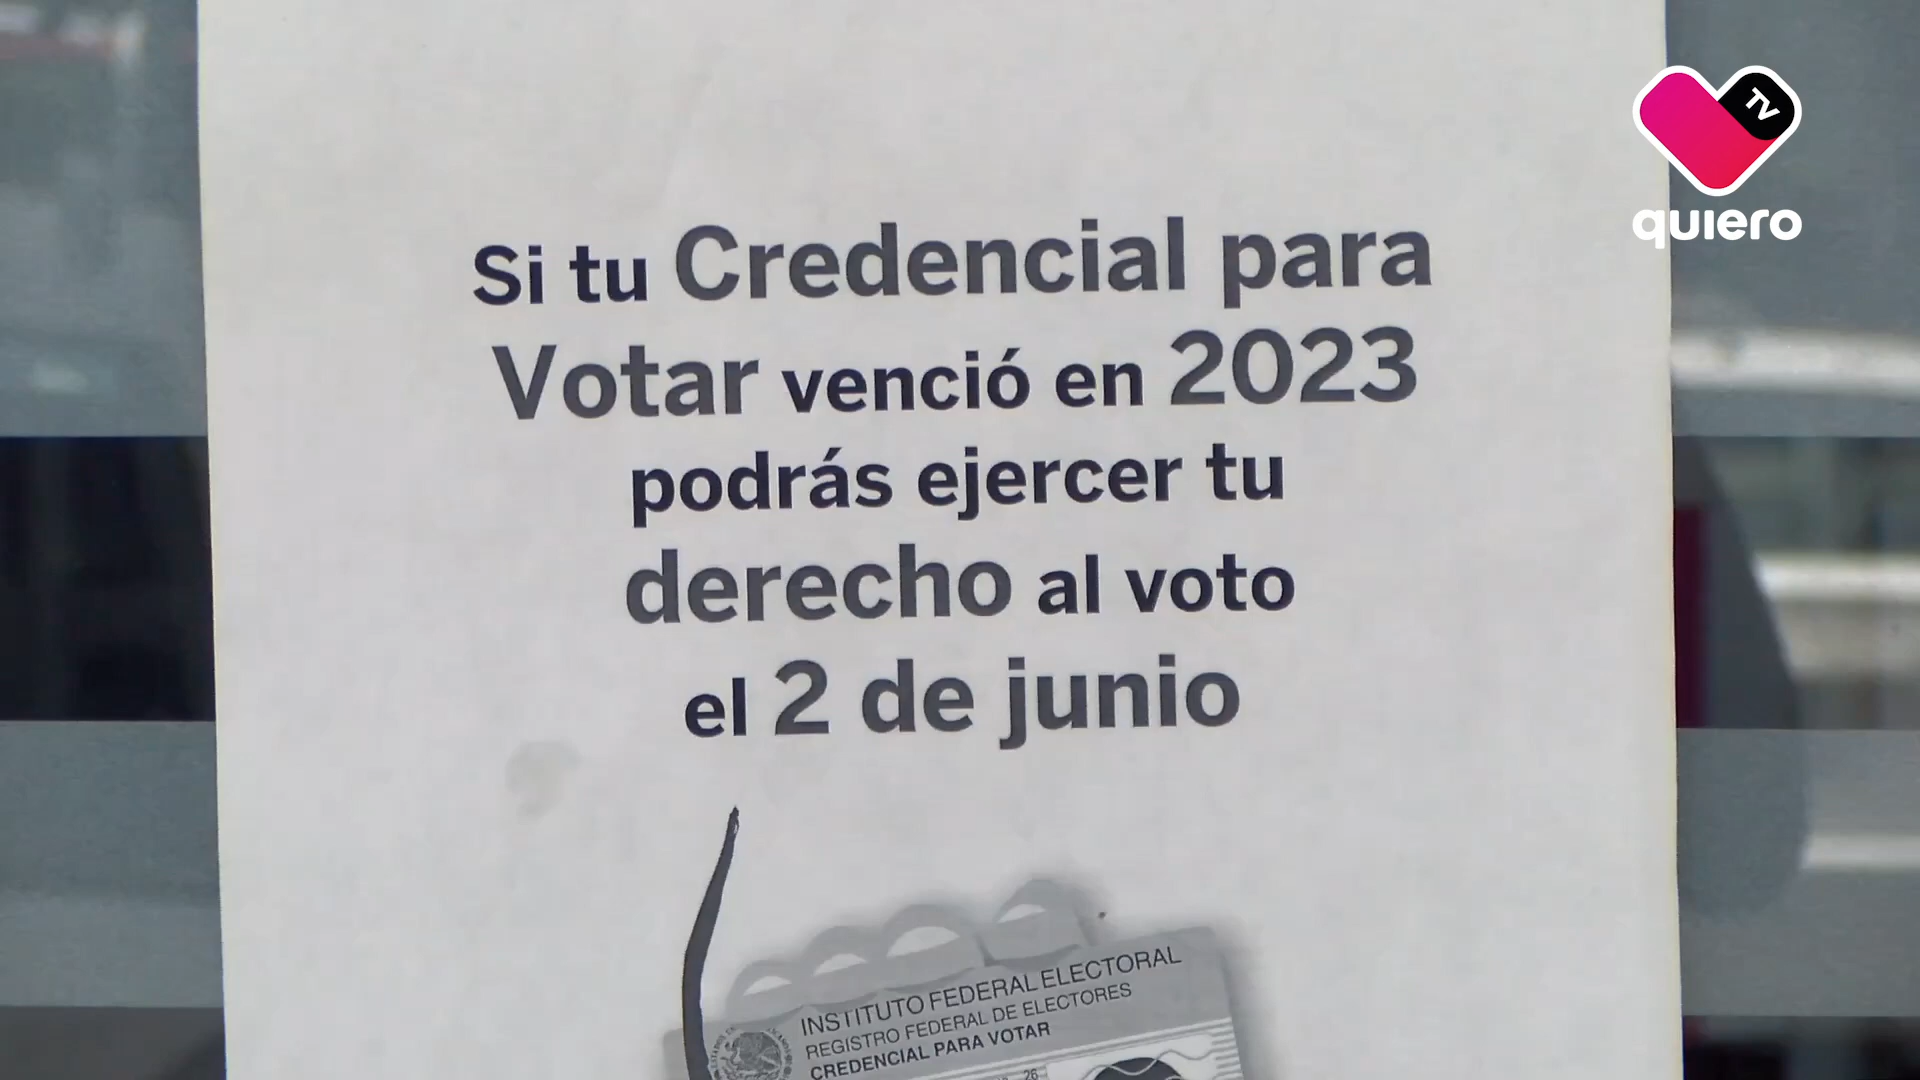 TV
quiero
Si tu Credencial para
Votar venció en 2023
podrás ejercer tu
derecho al voto
el 2 de junio
INSTITUTO FEDERAL ELECTORAL
REGISTRO FEDERAL DE ELECTORES
CREDENCIAL PARA VOTAR
26